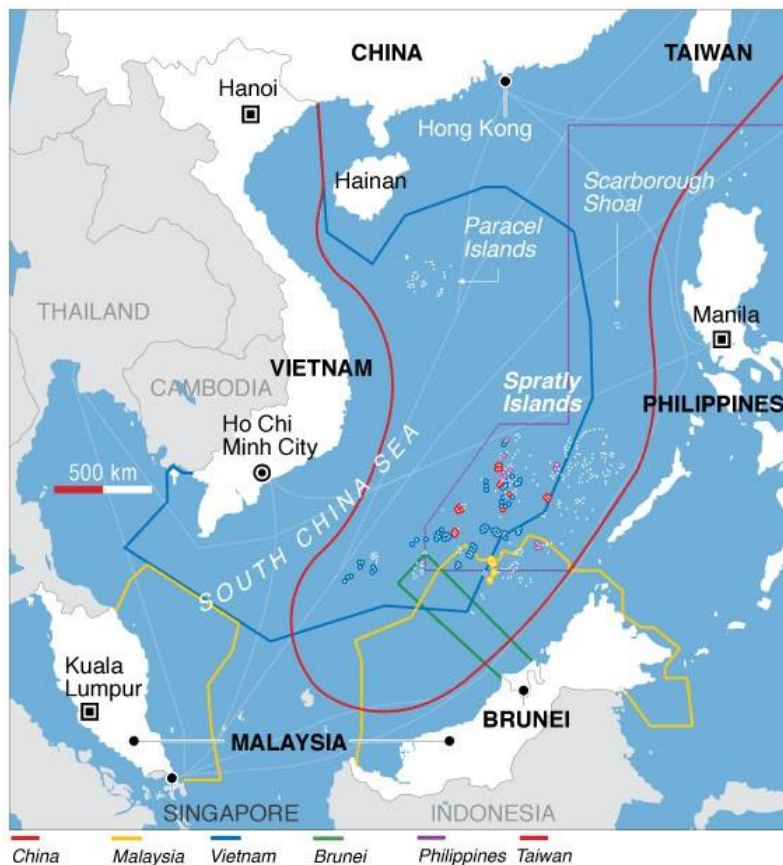 CHINA
TAIWAN
Hanoi
Hong Kong
Hainan
Scarborough
Shoal
Paracel
Islands
THAILAND
Manila
VIETNAM
CAMBODIA
Spratly
Islands
PHILIPPINES
Ho Chi
Minh City
500 km
SOUTH CHINA SEA
Kuala
Lumpur
BRUNEI
MALAYSIA
SINGAPORE
INDONESIA
China
Malaysia
Vietnam
Brunei
Philippines
Taiwan